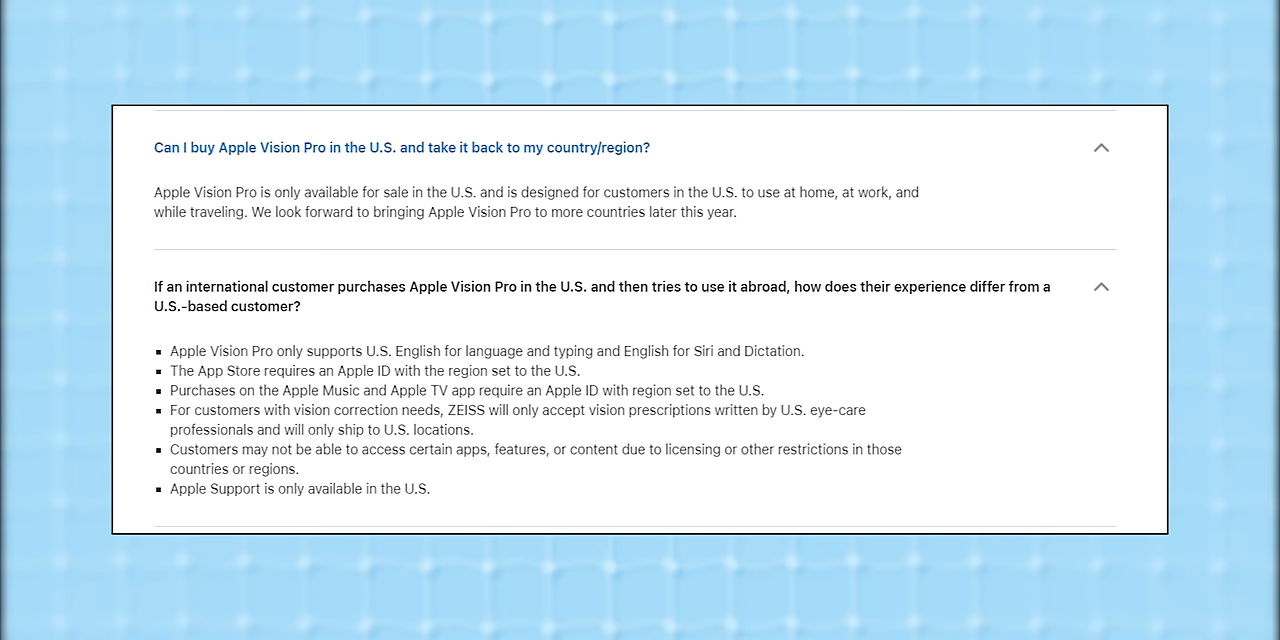 Can I buy Apple Vision Pro in the U.S. and take it back to my country/region?
Apple Vision Pro is only available for sale in the U.S. and is designed for customers in the U.S. to use at home, at work, and
while traveling. We look forward to bringing Apple Vision Pro to more countries later this year.
If an international customer purchases Apple Vision Pro in the U.S. and then tries to use it abroad, how does their experience differ from a
U.S.-based customer?
▪ Apple Vision Pro only supports U.S. English for language and typing and English for Siri and Dictation.
▪ The App Store requires an Apple ID with the region set to the U.S.
▪ Purchases on the Apple Music and Apple TV app require an Apple ID with region set to the U.S.
▪ For customers with vision correction needs, ZEISS will only accept vision prescriptions written by U.S. eye-care
professionals and will only ship to U.S. locations.
▪ Customers may not be able to access certain apps, features, or content due to licensing or other restrictions in those
countries or regions.
▪ Apple Support is only available in the U.S.